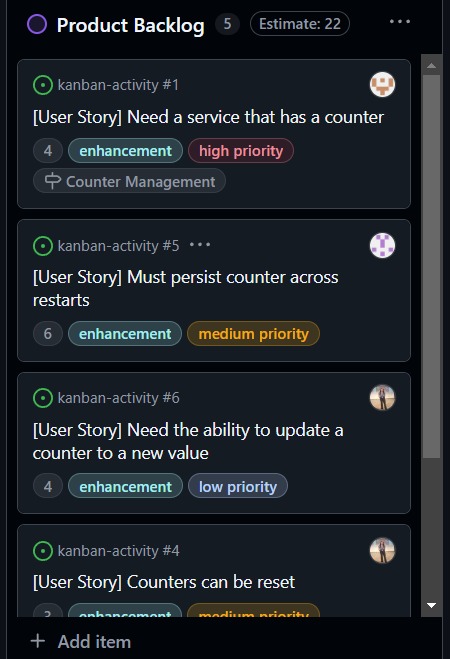 Product Backlog 5 Estimate: 22 ...
kanban-activity #1
[User Story] Need a service that has a counter
4 enhancement high priority
Counter Management
kanban-activity #5 ...
[User Story] Must persist counter across
restarts
6 enhancement medium priority
kanban-activity #6
[User Story] Need the ability to update a
counter to a new value
4 enhancement low priority
kanban-activity #4
[User Story] Counters can be reset
enhancement medium priority
+ Add item